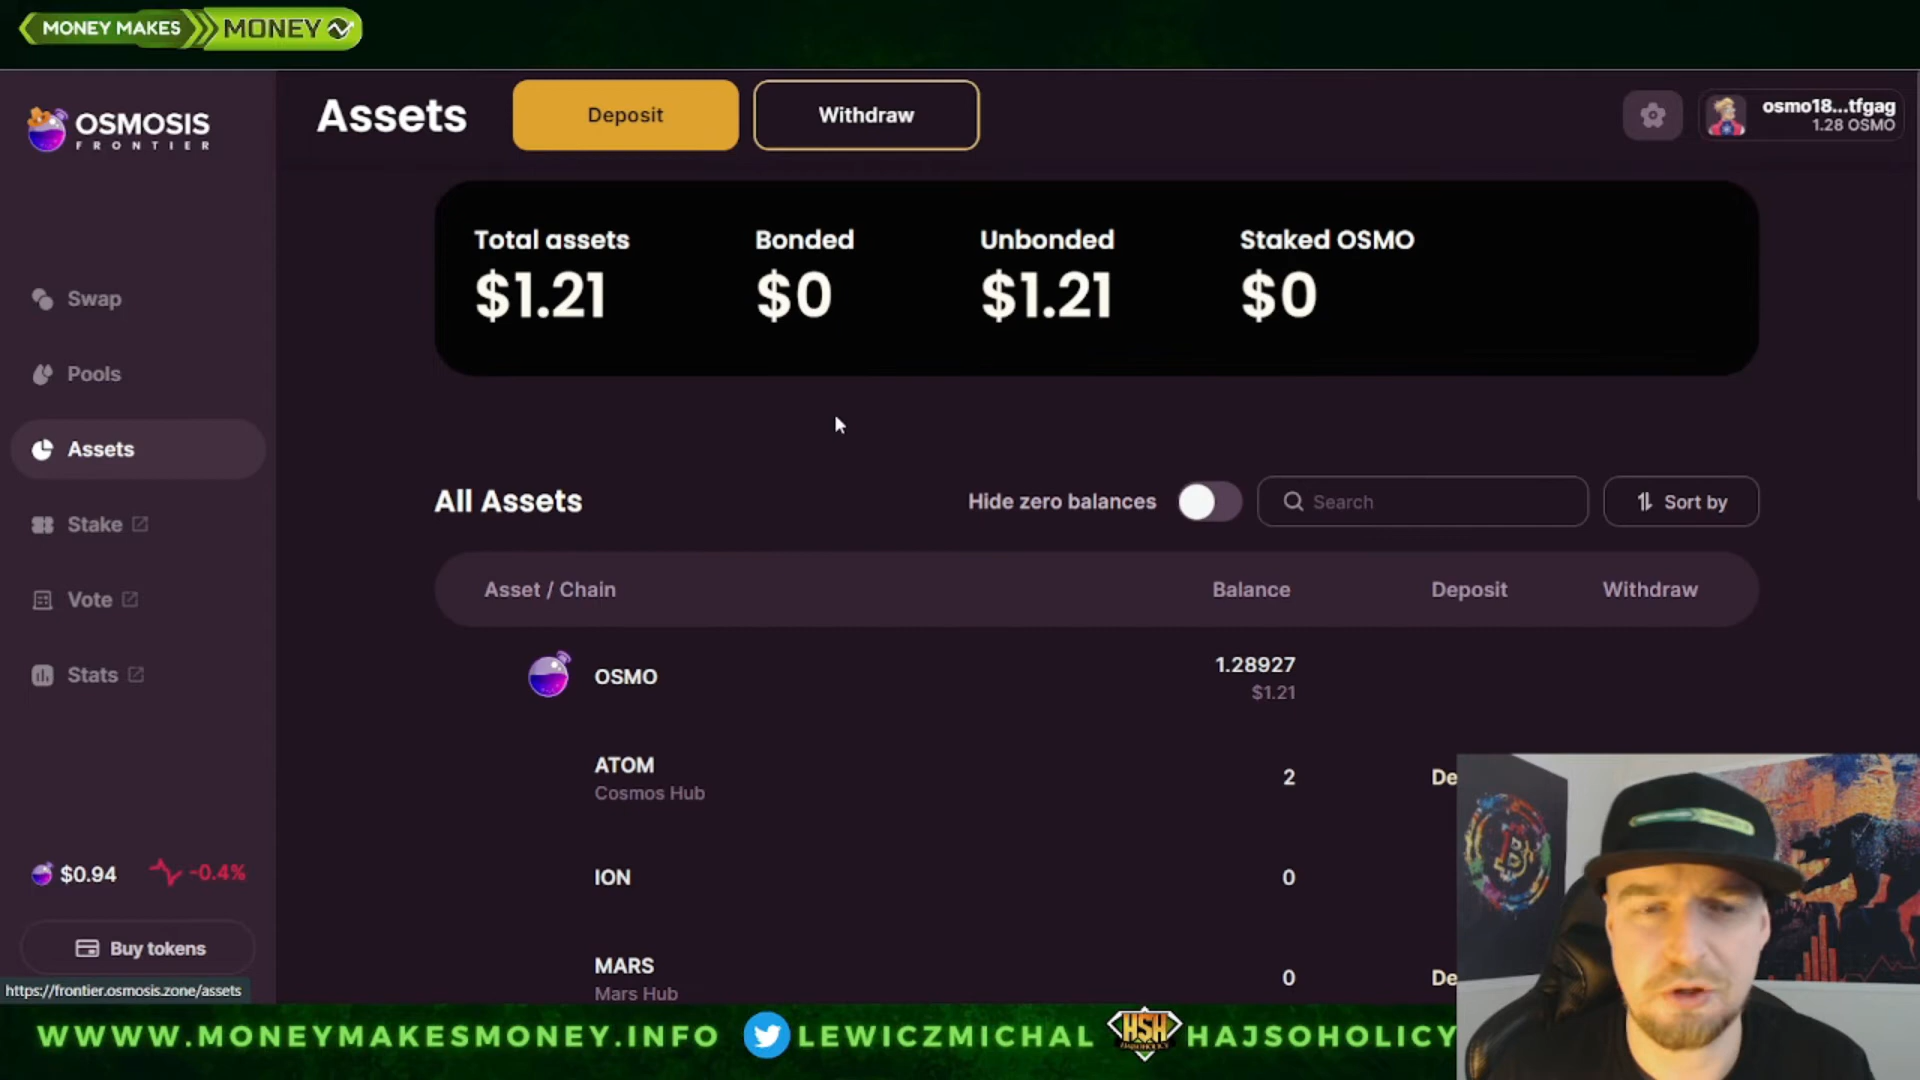 MONEY MAKES MONEY
OSMOSIS
FRONTIER
Assets
Deposit
Withdraw
osmo18...tfgag
1.28 OSMO
Total assets
$1.21
Bonded
$0
Unbonded
$1.21
Staked OSMO
$0
Swap
Pools
Assets
Stake
Vote
Stats
$0.94
-0.4%
Buy tokens
https://frontier.osmosis.zone/assets
All Assets
Hide zero balances
Search
Sort by
Asset / Chain
Balance
Deposit
Withdraw
OSMO
1.28927
$1.21
ATOM
Cosmos Hub
2
De
ION
0
MARS
Mars Hub
0
De
WWWW.MONEYMAKESMONEY.INFO
LEWICZMICHAL
HSH
HAJSOHOLICY